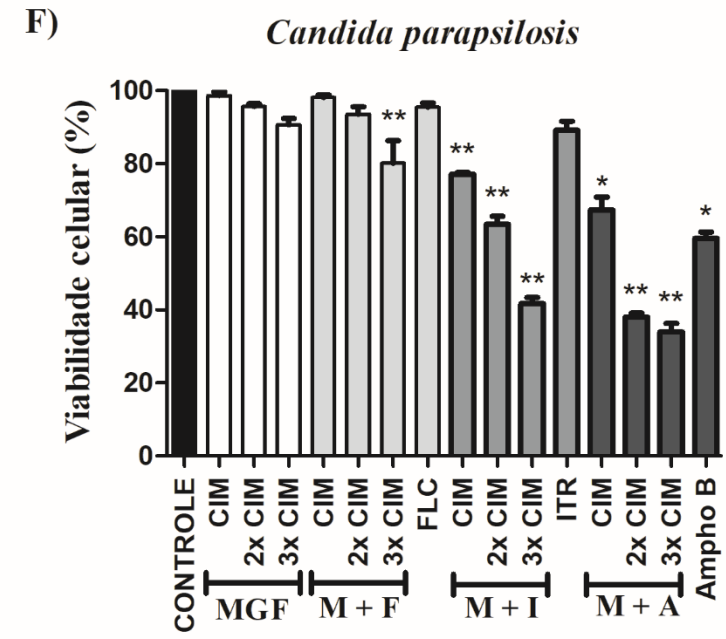 F)
Candida parapsilosis
Viabilidade celular (%)
100
80
60
40
20
0
**
**
**
**
*
**
**
*
CONTROLE
CIM
2x CIM
3x CIM
CIM
2x CIM
3x CIM
FLC
CIM
2x CIM
3x CIM
ITR
CIM
2x CIM
3x CIM
Ampho B
MGF
M + F
M + I
M + A